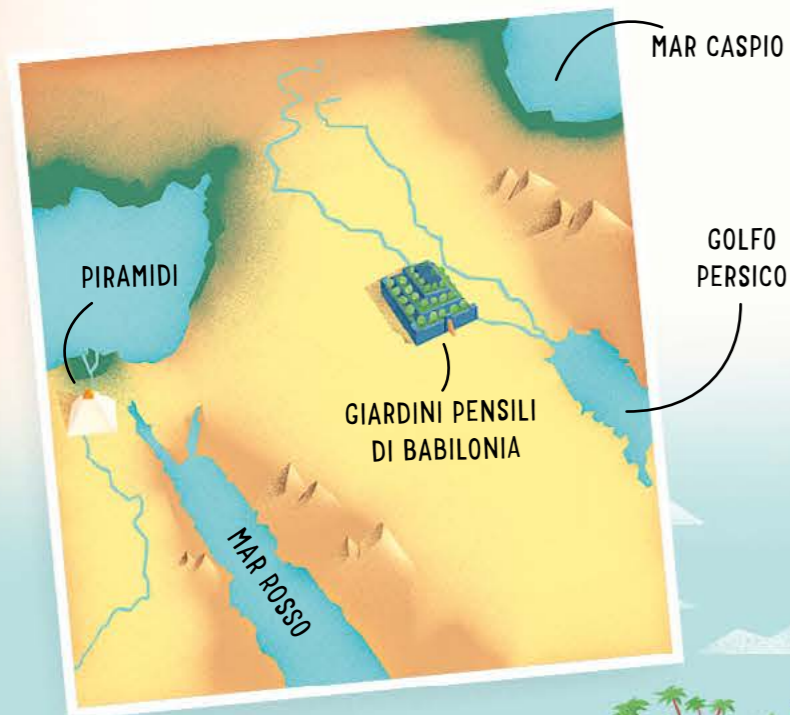 MAR CASPIO
GOLFO
PERSICO
PIRAMIDI
GIARDINI PENSILI
DI BABILONIA
MAR ROSSO